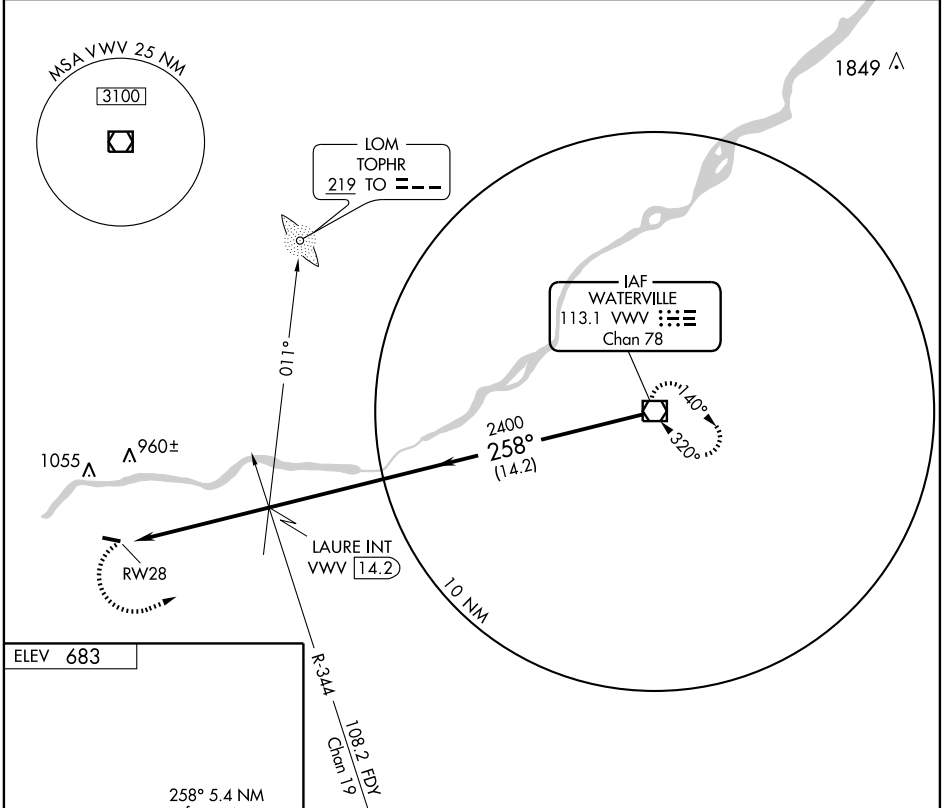 MSA VWV 25 NM
3100
1849
LOM
TOPHR
219 TO
IAF
WATERVILLE
113.1 VWV
Chan 78
011°
140°
320°
2400
258°
(14.2)
1055
960±
LAURE INT
VWV 14.2
RW28
10 NM
ELEV 683
R-344
108.2 FDY
Chan 19
258° 5.4 NM